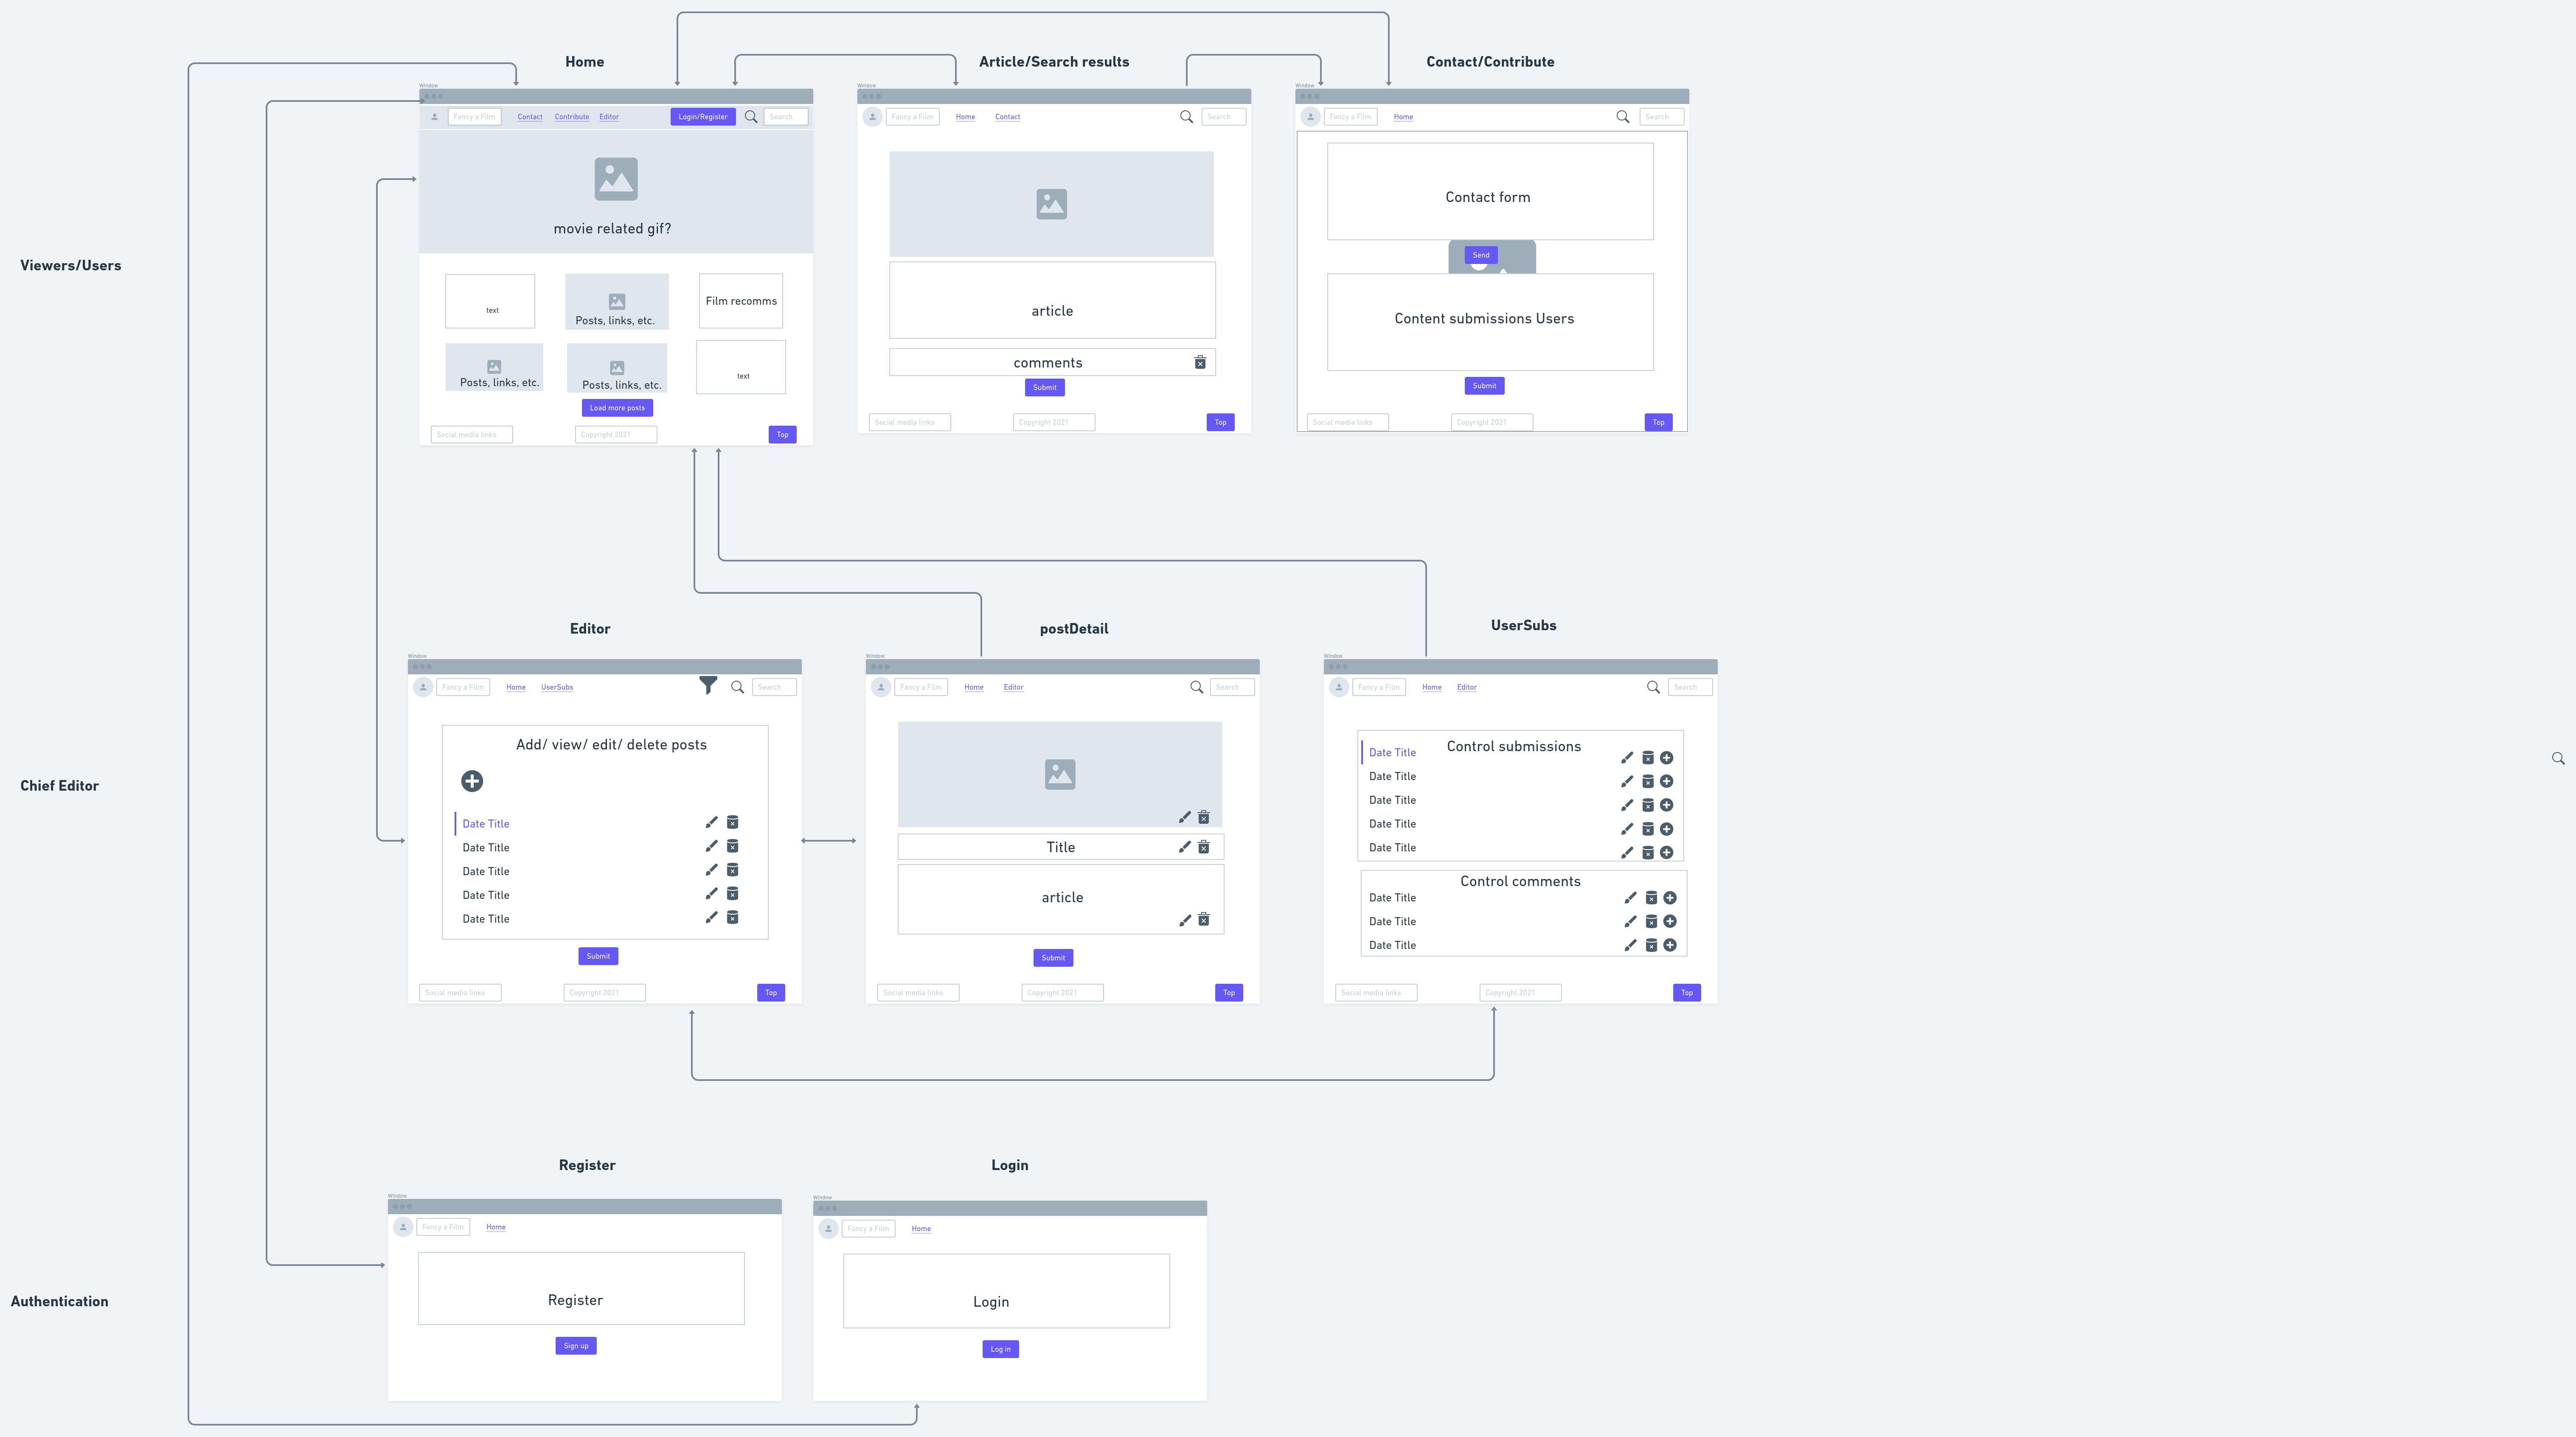 Home
Article/Search results
Contact/Contribute
Viewers/Users
Window
Fancy a Film
Contact
Contribute
Editor
Login/Register
Search
movie related gif?
text
Posts, links, etc.
Film recomms
Posts, links, etc.
Posts, links, etc.
text
Load more posts
Social media links
Copyright 2021
Top
Window
Fancy a Film
Home
Contact
Search
article
comments
Submit
Social media links
Copyright 2021
Top
Window
Fancy a Film
Home
Search
Contact form
Send
Content submissions Users
Submit
Social media links
Copyright 2021
Top
Chief Editor
Editor
postDetail
UserSubs
Window
Fancy a Film
Home
UserSubs
Search
Add/ view/ edit/ delete posts
Date Title
Date Title
Date Title
Date Title
Date Title
Submit
Social media links
Copyright 2021
Top
Window
Fancy a Film
Home
Editor
Search
Title
article
Submit
Social media links
Copyright 2021
Top
Window
Fancy a Film
Home
Editor
Search
Control submissions
Date Title
Date Title
Date Title
Date Title
Date Title
Control comments
Date Title
Date Title
Date Title
Social media links
Copyright 2021
Top
Authentication
Register
Login
Window
Fancy a Film
Home
Register
Sign up
Window
Fancy a Film
Home
Login
Log in